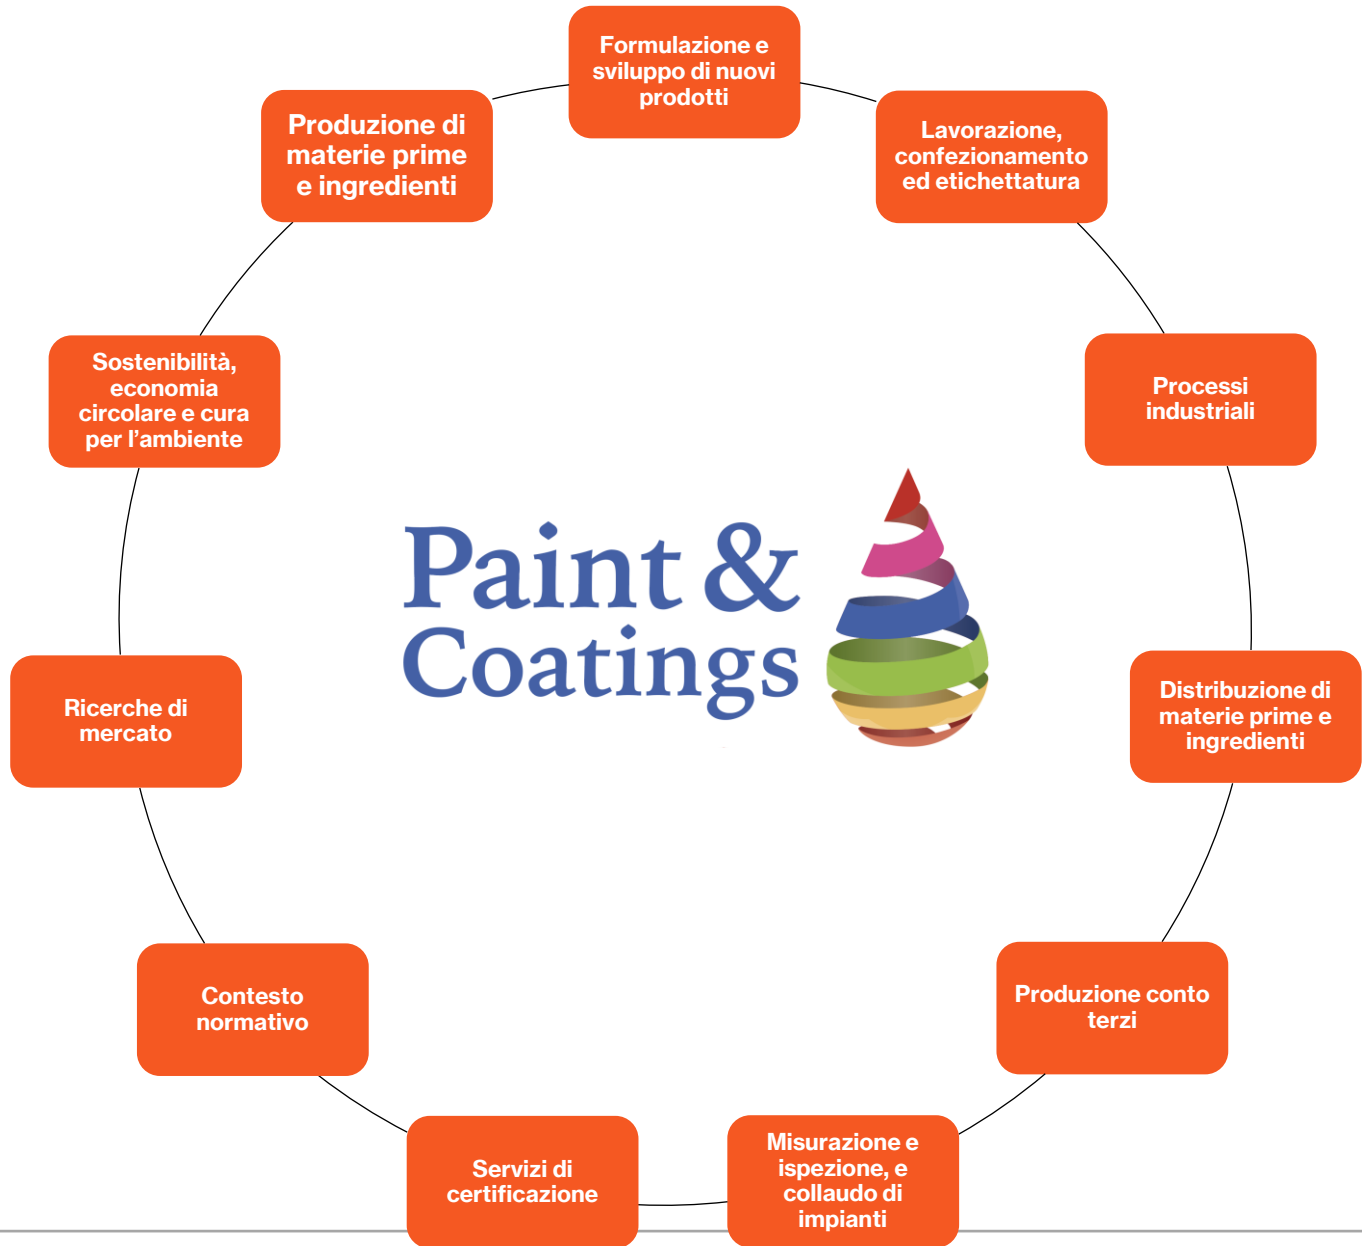 Formulazione e
sviluppo di nuovi
prodotti
Lavorazione,
confezionamento
ed etichettatura
Processi
industriali
Distribuzione di
materie prime e
ingredienti
Produzione conto
terzi
Misurazione e
ispezione, e
collaudo di
impianti
Servizi di
certificazione
Contesto
normativo
Ricerche di
mercato
Sostenibilità,
economia
circolare e cura
per l’ambiente
Produzione di
materie prime
e ingredienti
Paint &
Coatings